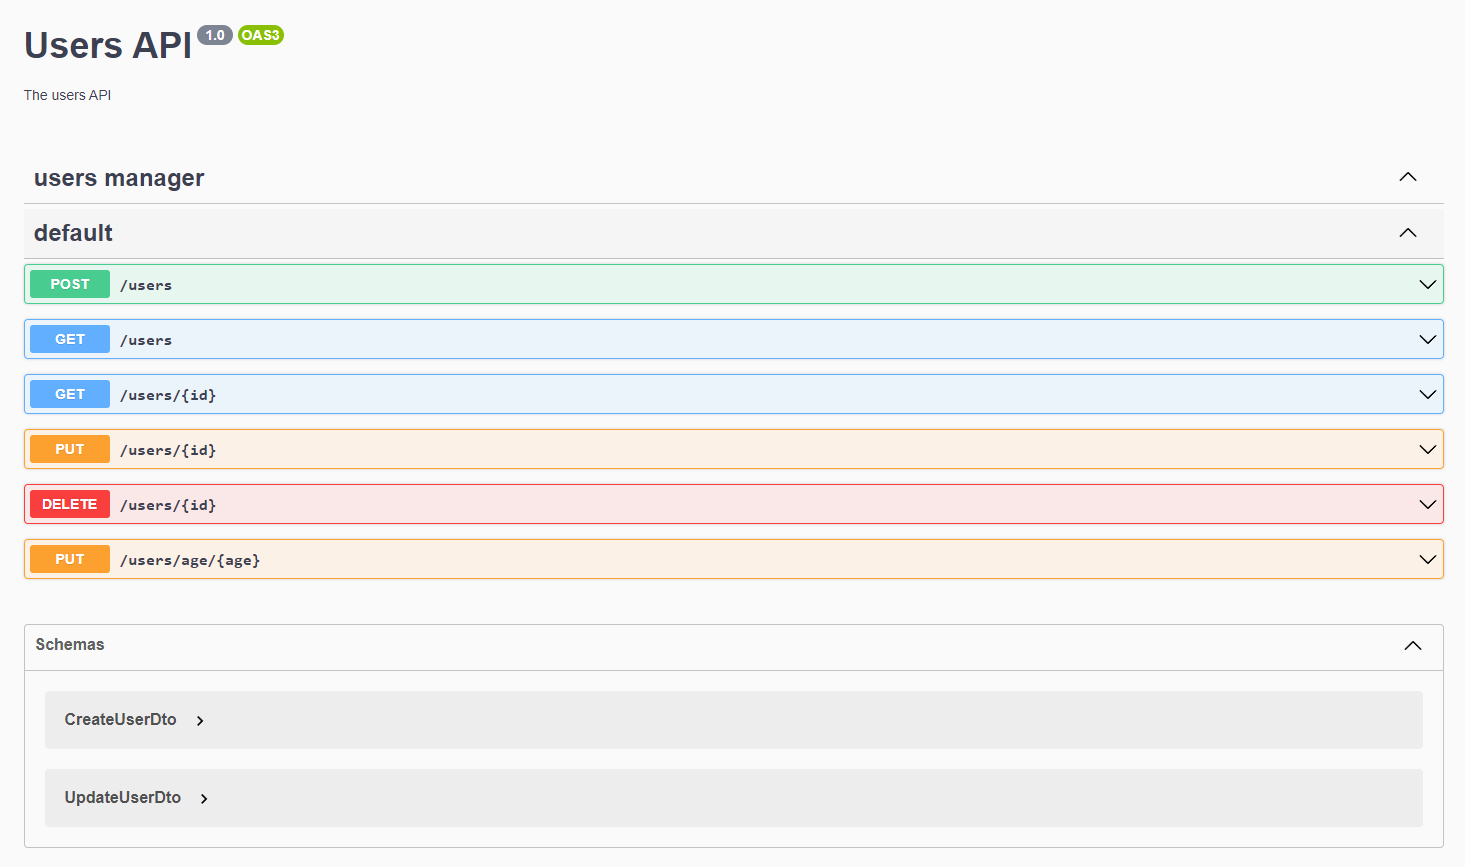 Users API 1.0 OAS3
The users API
users manager
default
POST /users
GET /users
GET /users/{id}
PUT /users/{id}
DELETE /users/{id}
PUT /users/age/{age}
Schemas
CreateUserDto
UpdateUserDto